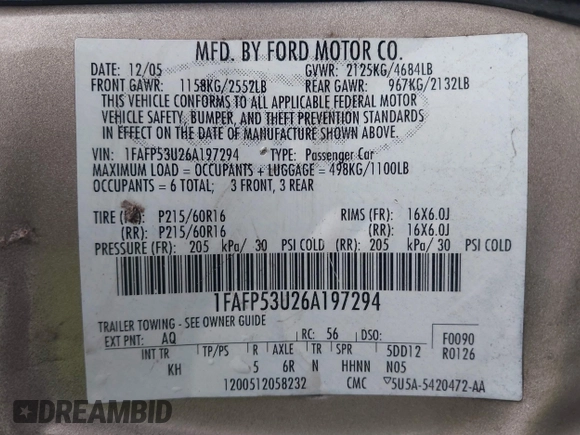 MFD. BY FORD MOTOR CO.
DATE: 12/05 GVWR: 2125KG/4684LB
FRONT GAWR: 1158KG/2552LB REAR GAWR: 967KG/2132LB
THIS VEHICLE CONFORMS TO ALL APPLICABLE FEDERAL MOTOR
VEHICLE SAFETY, BUMPER, AND THEFT PREVENTION STANDARDS
IN EFFECT ON THE DATE OF MANUFACTURE SHOWN ABOVE.
VIN: 1FAFP53U26A197294 TYPE: Passenger Car
MAXIMUM LOAD = OCCUPANTS + LUGGAGE = 498KG/1100LB
OCCUPANTS = 6 TOTAL; 3 FRONT, 3 REAR
TIRE P215/60R16 RIMS (FR): 16X6.0J
(RR): P215/60R16 (RR): 16X6.0J
PRESSURE (FR): 205 kPa/ 30 PSI COLD (RR): 205 kPa/ 30 PSI COLD
1FAFP53U26A197294
TRAILER TOWING - SEE OWNER GUIDE
EXT PNT: AQ RC: 56 DSO: F0090
INT TR TP/PS R AXLE TR SPR 5DD12 R0126
KH 5 6R N HHNN N05
1200512058232 CMC ▽5U5A-5420472-AA
DREAMBID